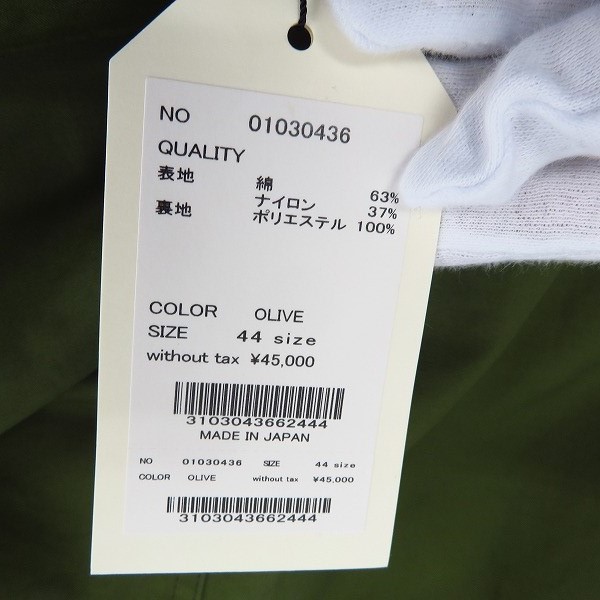 NO 01030436
QUALITY
表地 綿 63%
ナイロン 37%
裏地 ポリエステル 100%
COLOR OLIVE
SIZE 44 size
without tax ¥45,000
3103043662444
MADE IN JAPAN
NO 01030436 SIZE 44 size
COLOR OLIVE without tax ¥45,000
3103043662444